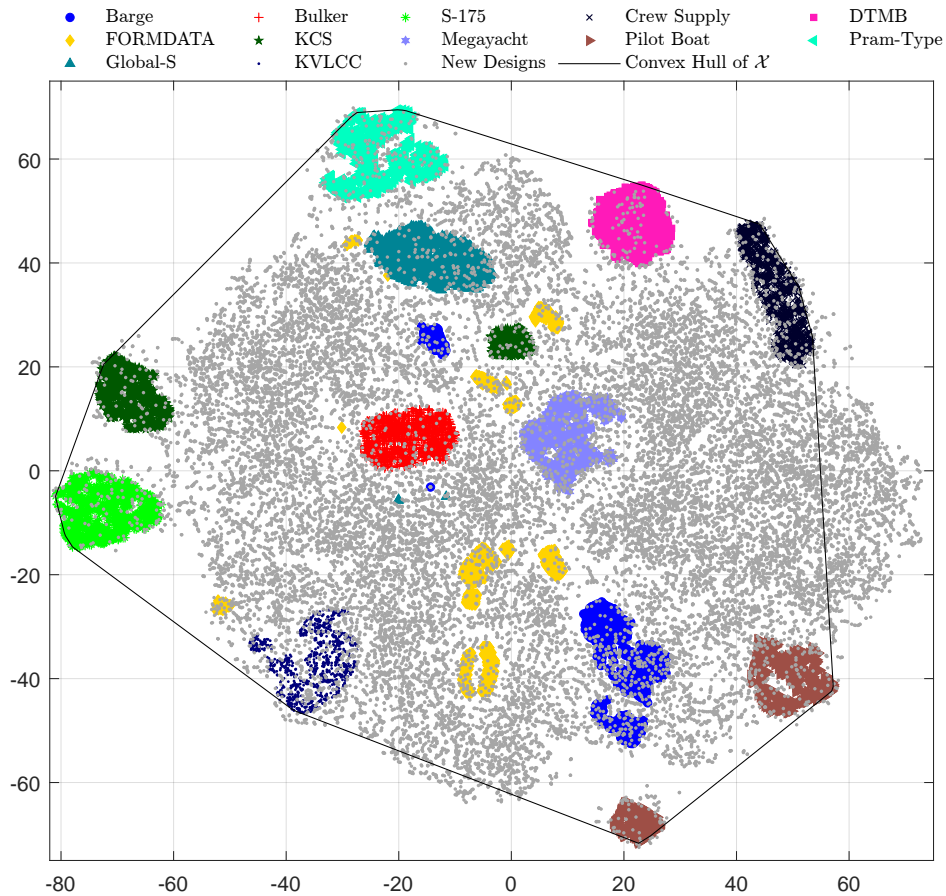 Barge Bulker S-175 Crew Supply DTMB
FORMDATA KCS Megayacht Pilot Boat Pram-Type
Global-S KVLCC New Designs Convex Hull of 𝒳
60
40
20
0
-20
-40
-60
-80 -60 -40 -20 0 20 40 60